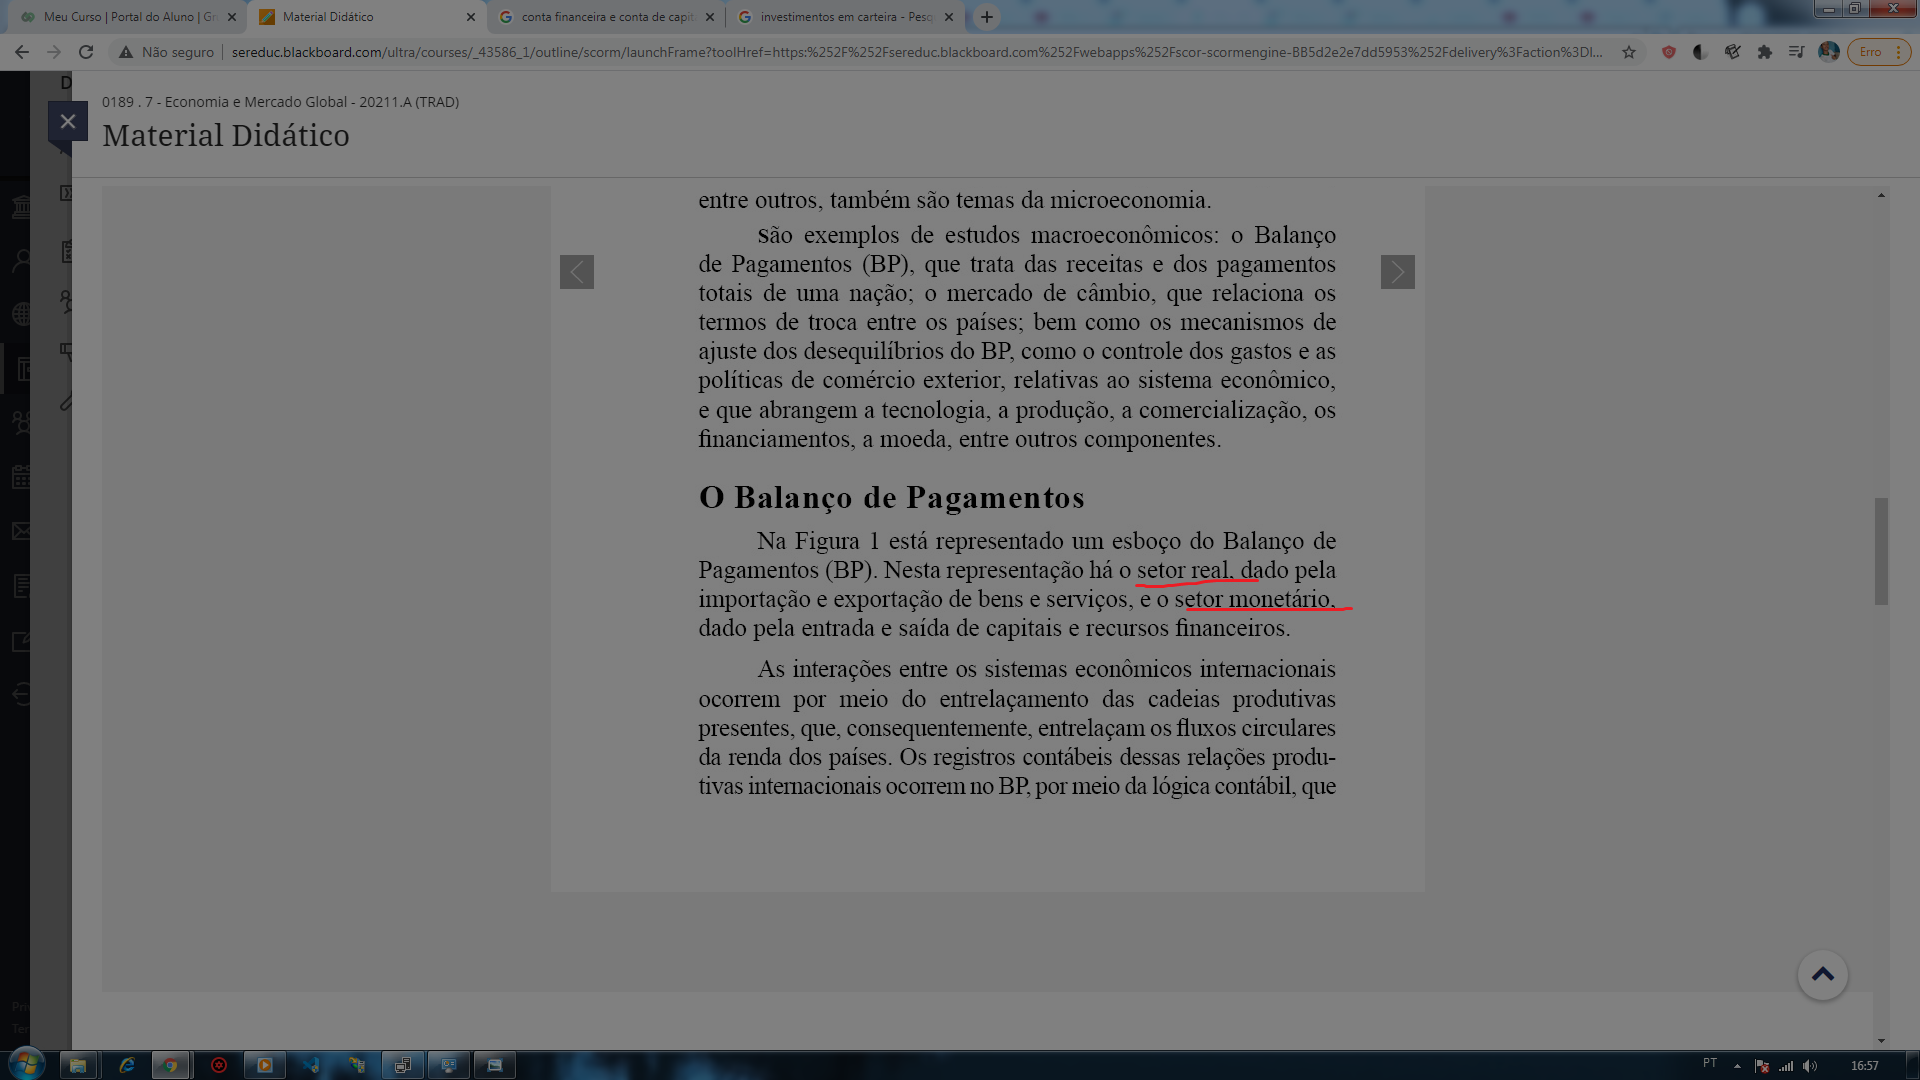 Meu Curso | Portal do Aluno | Gr
Material Didático
conta financeira e conta de capit
investimentos em carteira - Pesq
Não seguro
sereduc.blackboard.com/ultra/courses/_43586_1/outline/scorm/launchFrame?toolHref=https:%252F%252Fsereduc.blackboard.com%252Fwebapps%252Fscor-scormengine-BB5d2e2e7dd5953%252Fdelivery%3Faction%3Dl...
Erro
D
0189 . 7 - Economia e Mercado Global - 20211.A (TRAD)
Material Didático
entre outros, também são temas da microeconomia.
São exemplos de estudos macroeconômicos: o Balanço
de Pagamentos (BP), que trata das receitas e dos pagamentos
totais de uma nação; o mercado de câmbio, que relaciona os
termos de troca entre os países; bem como os mecanismos de
ajuste dos desequilíbrios do BP, como o controle dos gastos e as
políticas de comércio exterior, relativas ao sistema econômico,
e que abrangem a tecnologia, a produção, a comercialização, os
financiamentos, a moeda, entre outros componentes.
O Balanço de Pagamentos
Na Figura 1 está representado um esboço do Balanço de
Pagamentos (BP). Nesta representação há o setor real, dado pela
importação e exportação de bens e serviços, e o setor monetário,
dado pela entrada e saída de capitais e recursos financeiros.
As interações entre os sistemas econômicos internacionais
ocorrem por meio do entrelaçamento das cadeias produtivas
presentes, que, consequentemente, entrelaçam os fluxos circulares
da renda dos países. Os registros contábeis dessas relações produ-
tivas internacionais ocorrem no BP, por meio da lógica contábil, que
Pri
Ter
PT
16:57